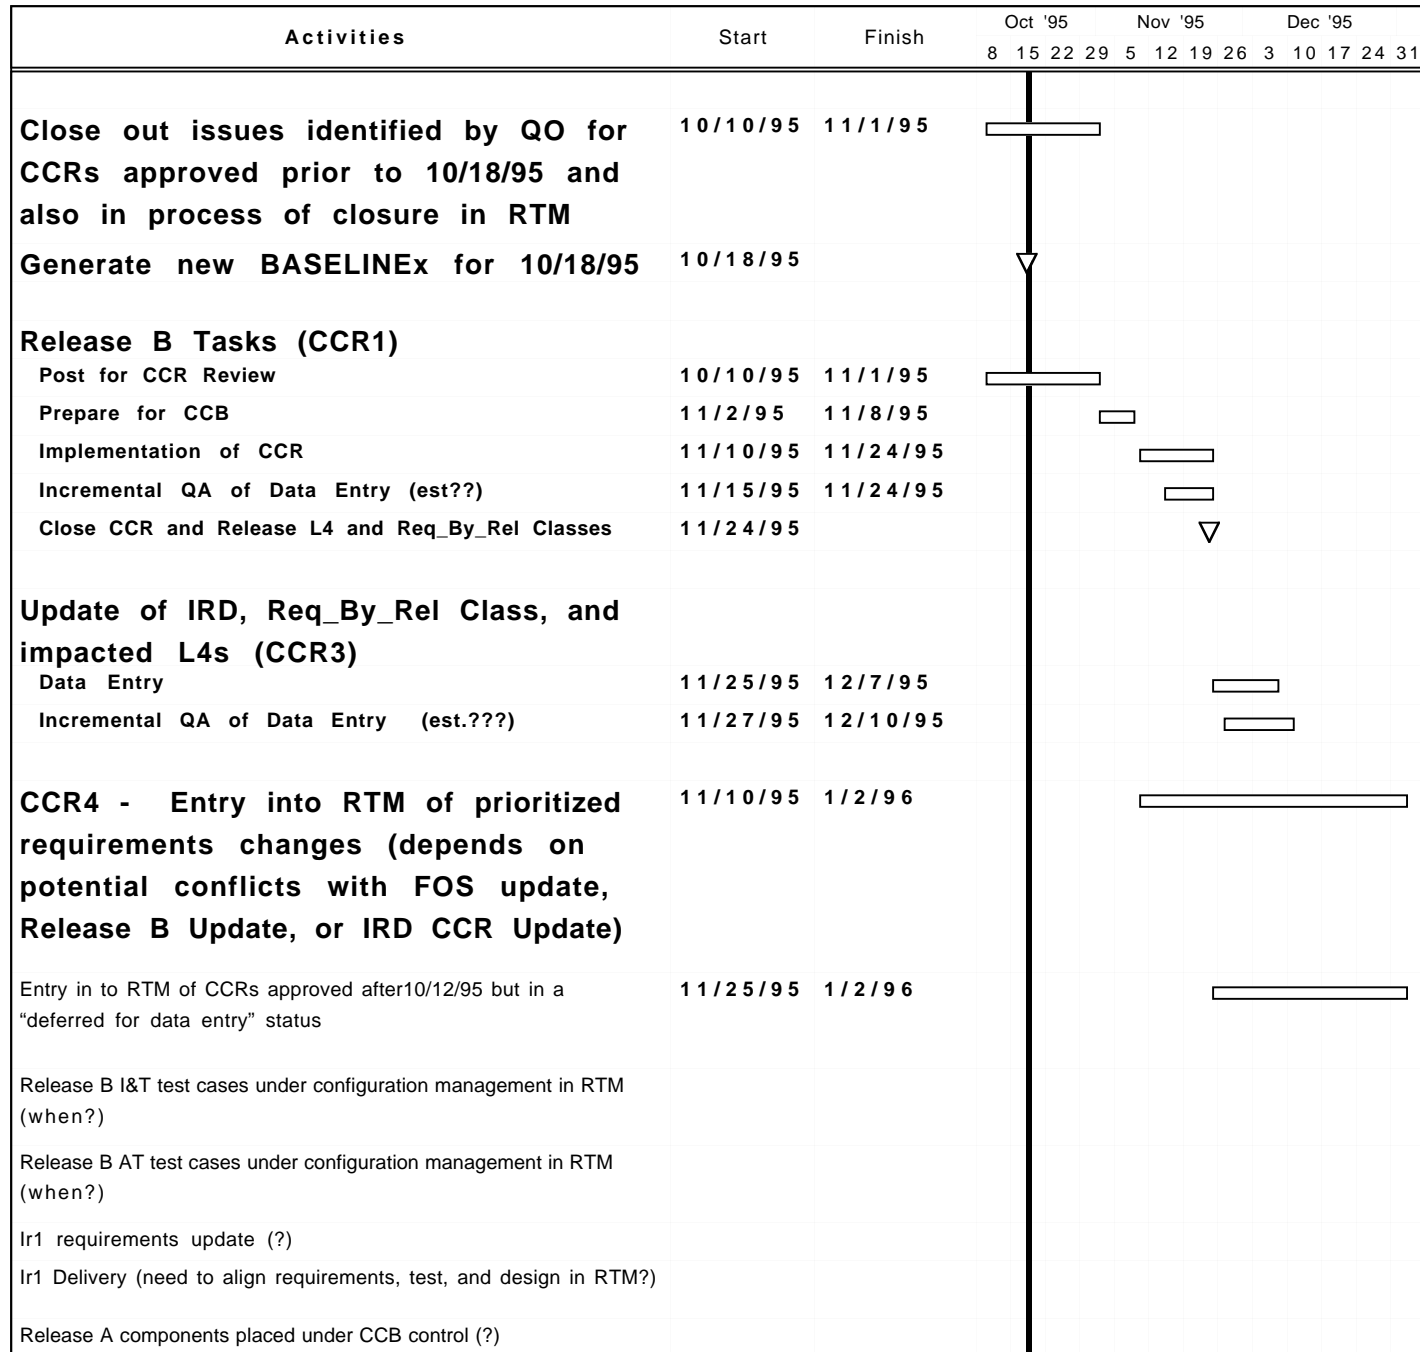 Activities Start Finish Oct '95 Nov '95 Dec '95
8 15 22 29 5 12 19 26 3 10 17 24 31
Close out issues identified by QO for 10/10/95 11/1/95
CCRs approved prior to 10/18/95 and
also in process of closure in RTM
Generate new BASELINEx for 10/18/95 10/18/95
Release B Tasks (CCR1)
Post for CCR Review 10/10/95 11/1/95
Prepare for CCB 11/2/95 11/8/95
Implementation of CCR 11/10/95 11/24/95
Incremental QA of Data Entry (est??) 11/15/95 11/24/95
Close CCR and Release L4 and Req_By_Rel Classes 11/24/95
Update of IRD, Req_By_Rel Class, and
impacted L4s (CCR3)
Data Entry 11/25/95 12/7/95
Incremental QA of Data Entry (est.???) 11/27/95 12/10/95
CCR4 - Entry into RTM of prioritized 11/10/95 1/2/96
requirements changes (depends on
potential conflicts with FOS update,
Release B Update, or IRD CCR Update)
Entry in to RTM of CCRs approved after10/12/95 but in a 11/25/95 1/2/96
“deferred for data entry” status
Release B I&T test cases under configuration management in RTM
(when?)
Release B AT test cases under configuration management in RTM
(when?)
Ir1 requirements update (?)
Ir1 Delivery (need to align requirements, test, and design in RTM?)
Release A components placed under CCB control (?)